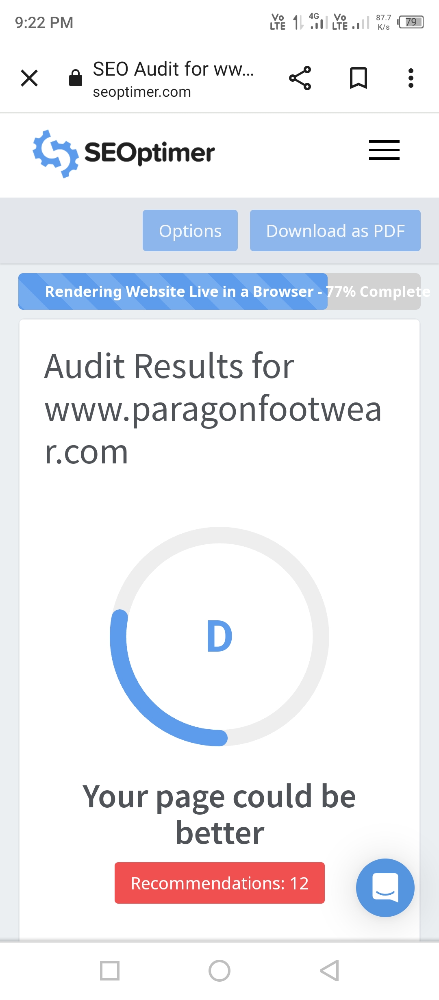 9:22 PM
Vo LTE 4G Vo LTE 87.7 K/s 79
SEO Audit for ww...
seoptimer.com
SEOptimer
Options Download as PDF
Rendering Website Live in a Browser - 77% Complete
Audit Results for
www.paragonfootwea
r.com
D
Your page could be
better
Recommendations: 12